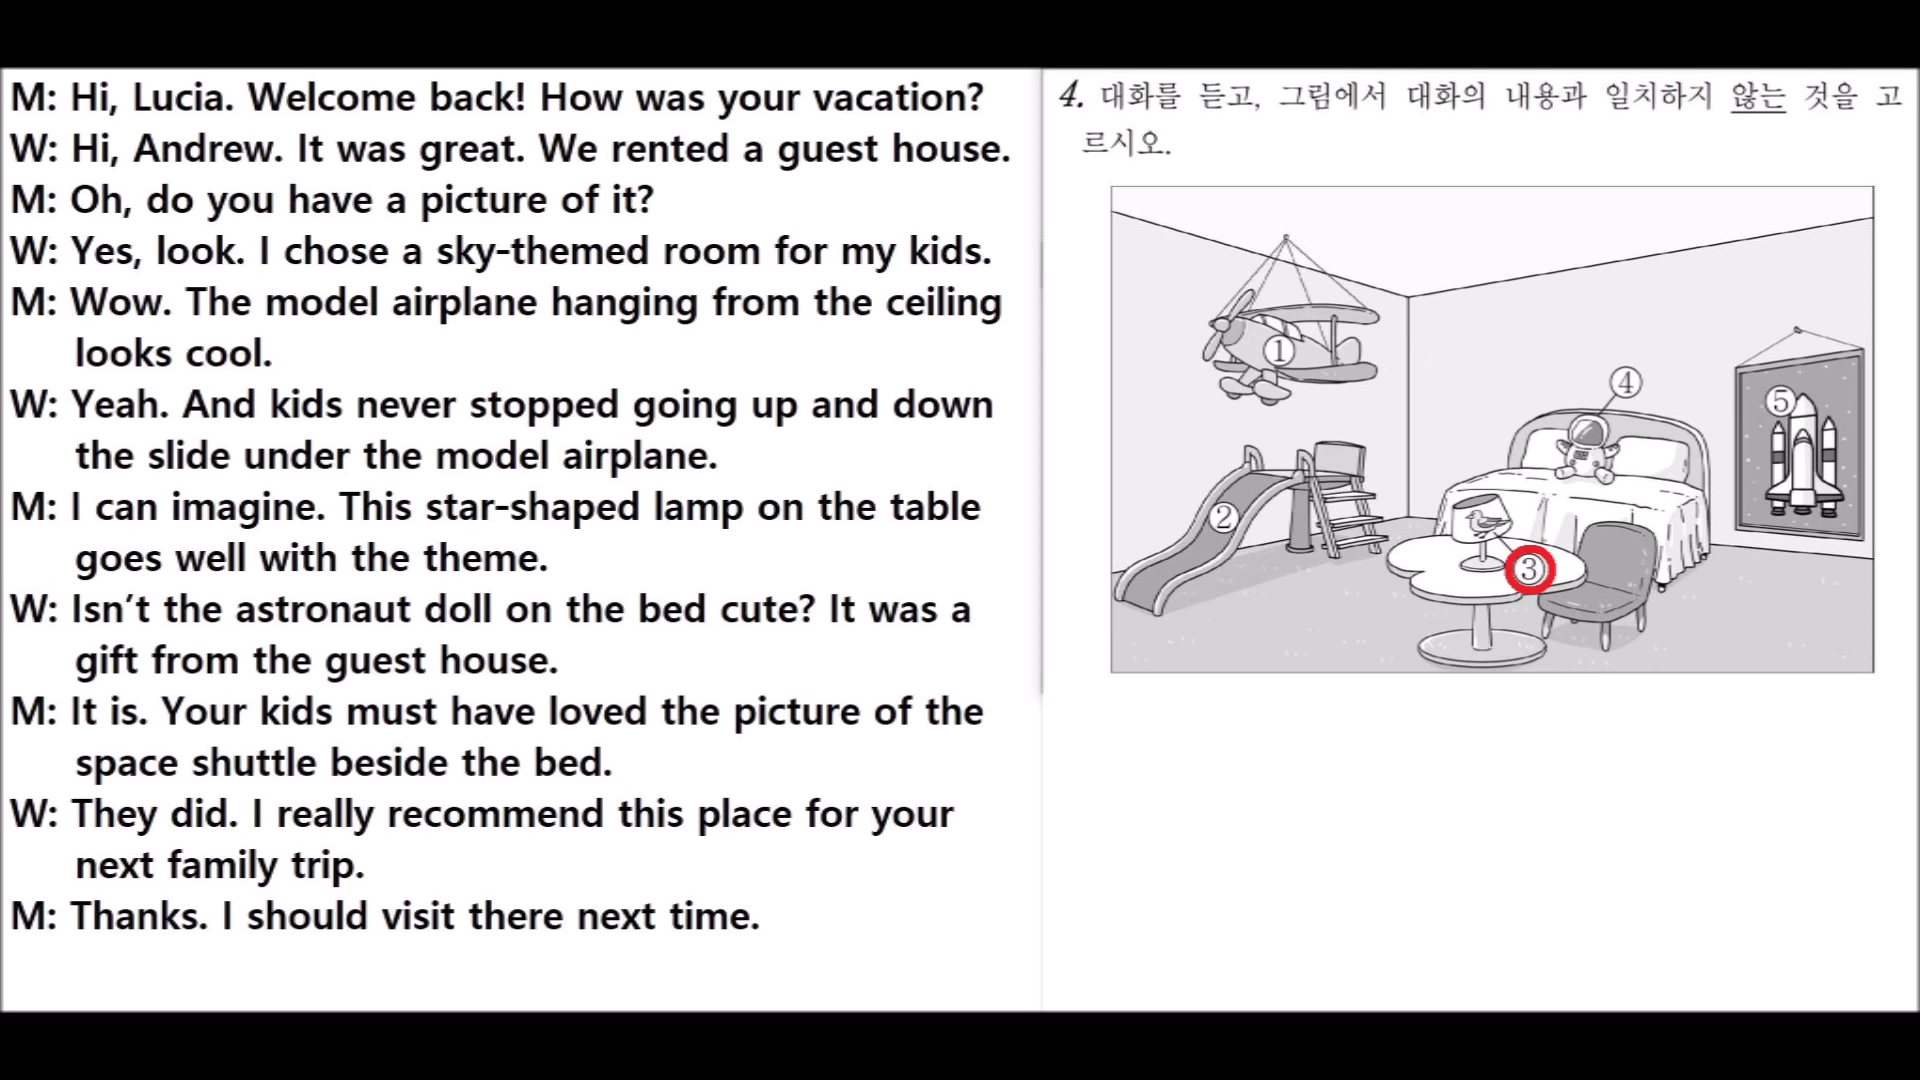 M: Hi, Lucia. Welcome back! How was your vacation?
W: Hi, Andrew. It was great. We rented a guest house.
M: Oh, do you have a picture of it?
W: Yes, look. I chose a sky-themed room for my kids.
M: Wow. The model airplane hanging from the ceiling
looks cool.
W: Yeah. And kids never stopped going up and down
the slide under the model airplane.
M: I can imagine. This star-shaped lamp on the table
goes well with the theme.
W: Isn’t the astronaut doll on the bed cute? It was a
gift from the guest house.
M: It is. Your kids must have loved the picture of the
space shuttle beside the bed.
W: They did. I really recommend this place for your
next family trip.
M: Thanks. I should visit there next time.
4. 대화를 듣고, 그림에서 대화의 내용과 일치하지 않는 것을 고
르시오.
①
②
③
④
⑤